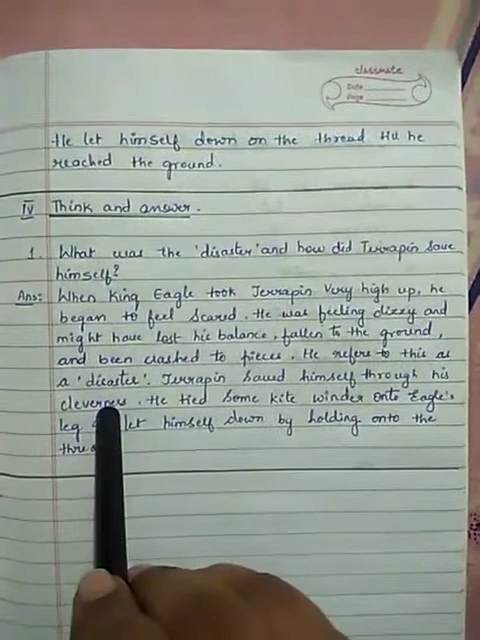 classmate
Date
Page
He let himself down on the thread till he
reached the ground.
IV Think and answer.
1. What was the 'disaster' and how did Terrapin save
himself?
Ans: When King Eagle took Terrapin very high up, he
began to feel scared. He was feeling dizzy and
might have lost his balance, fallen to the ground,
and been crashed to pieces. He refers to this as
a 'disaster'. Terrapin saved himself through his
cleverness. He tied some kite winder onto Eagle's
leg let himself down by holding onto the